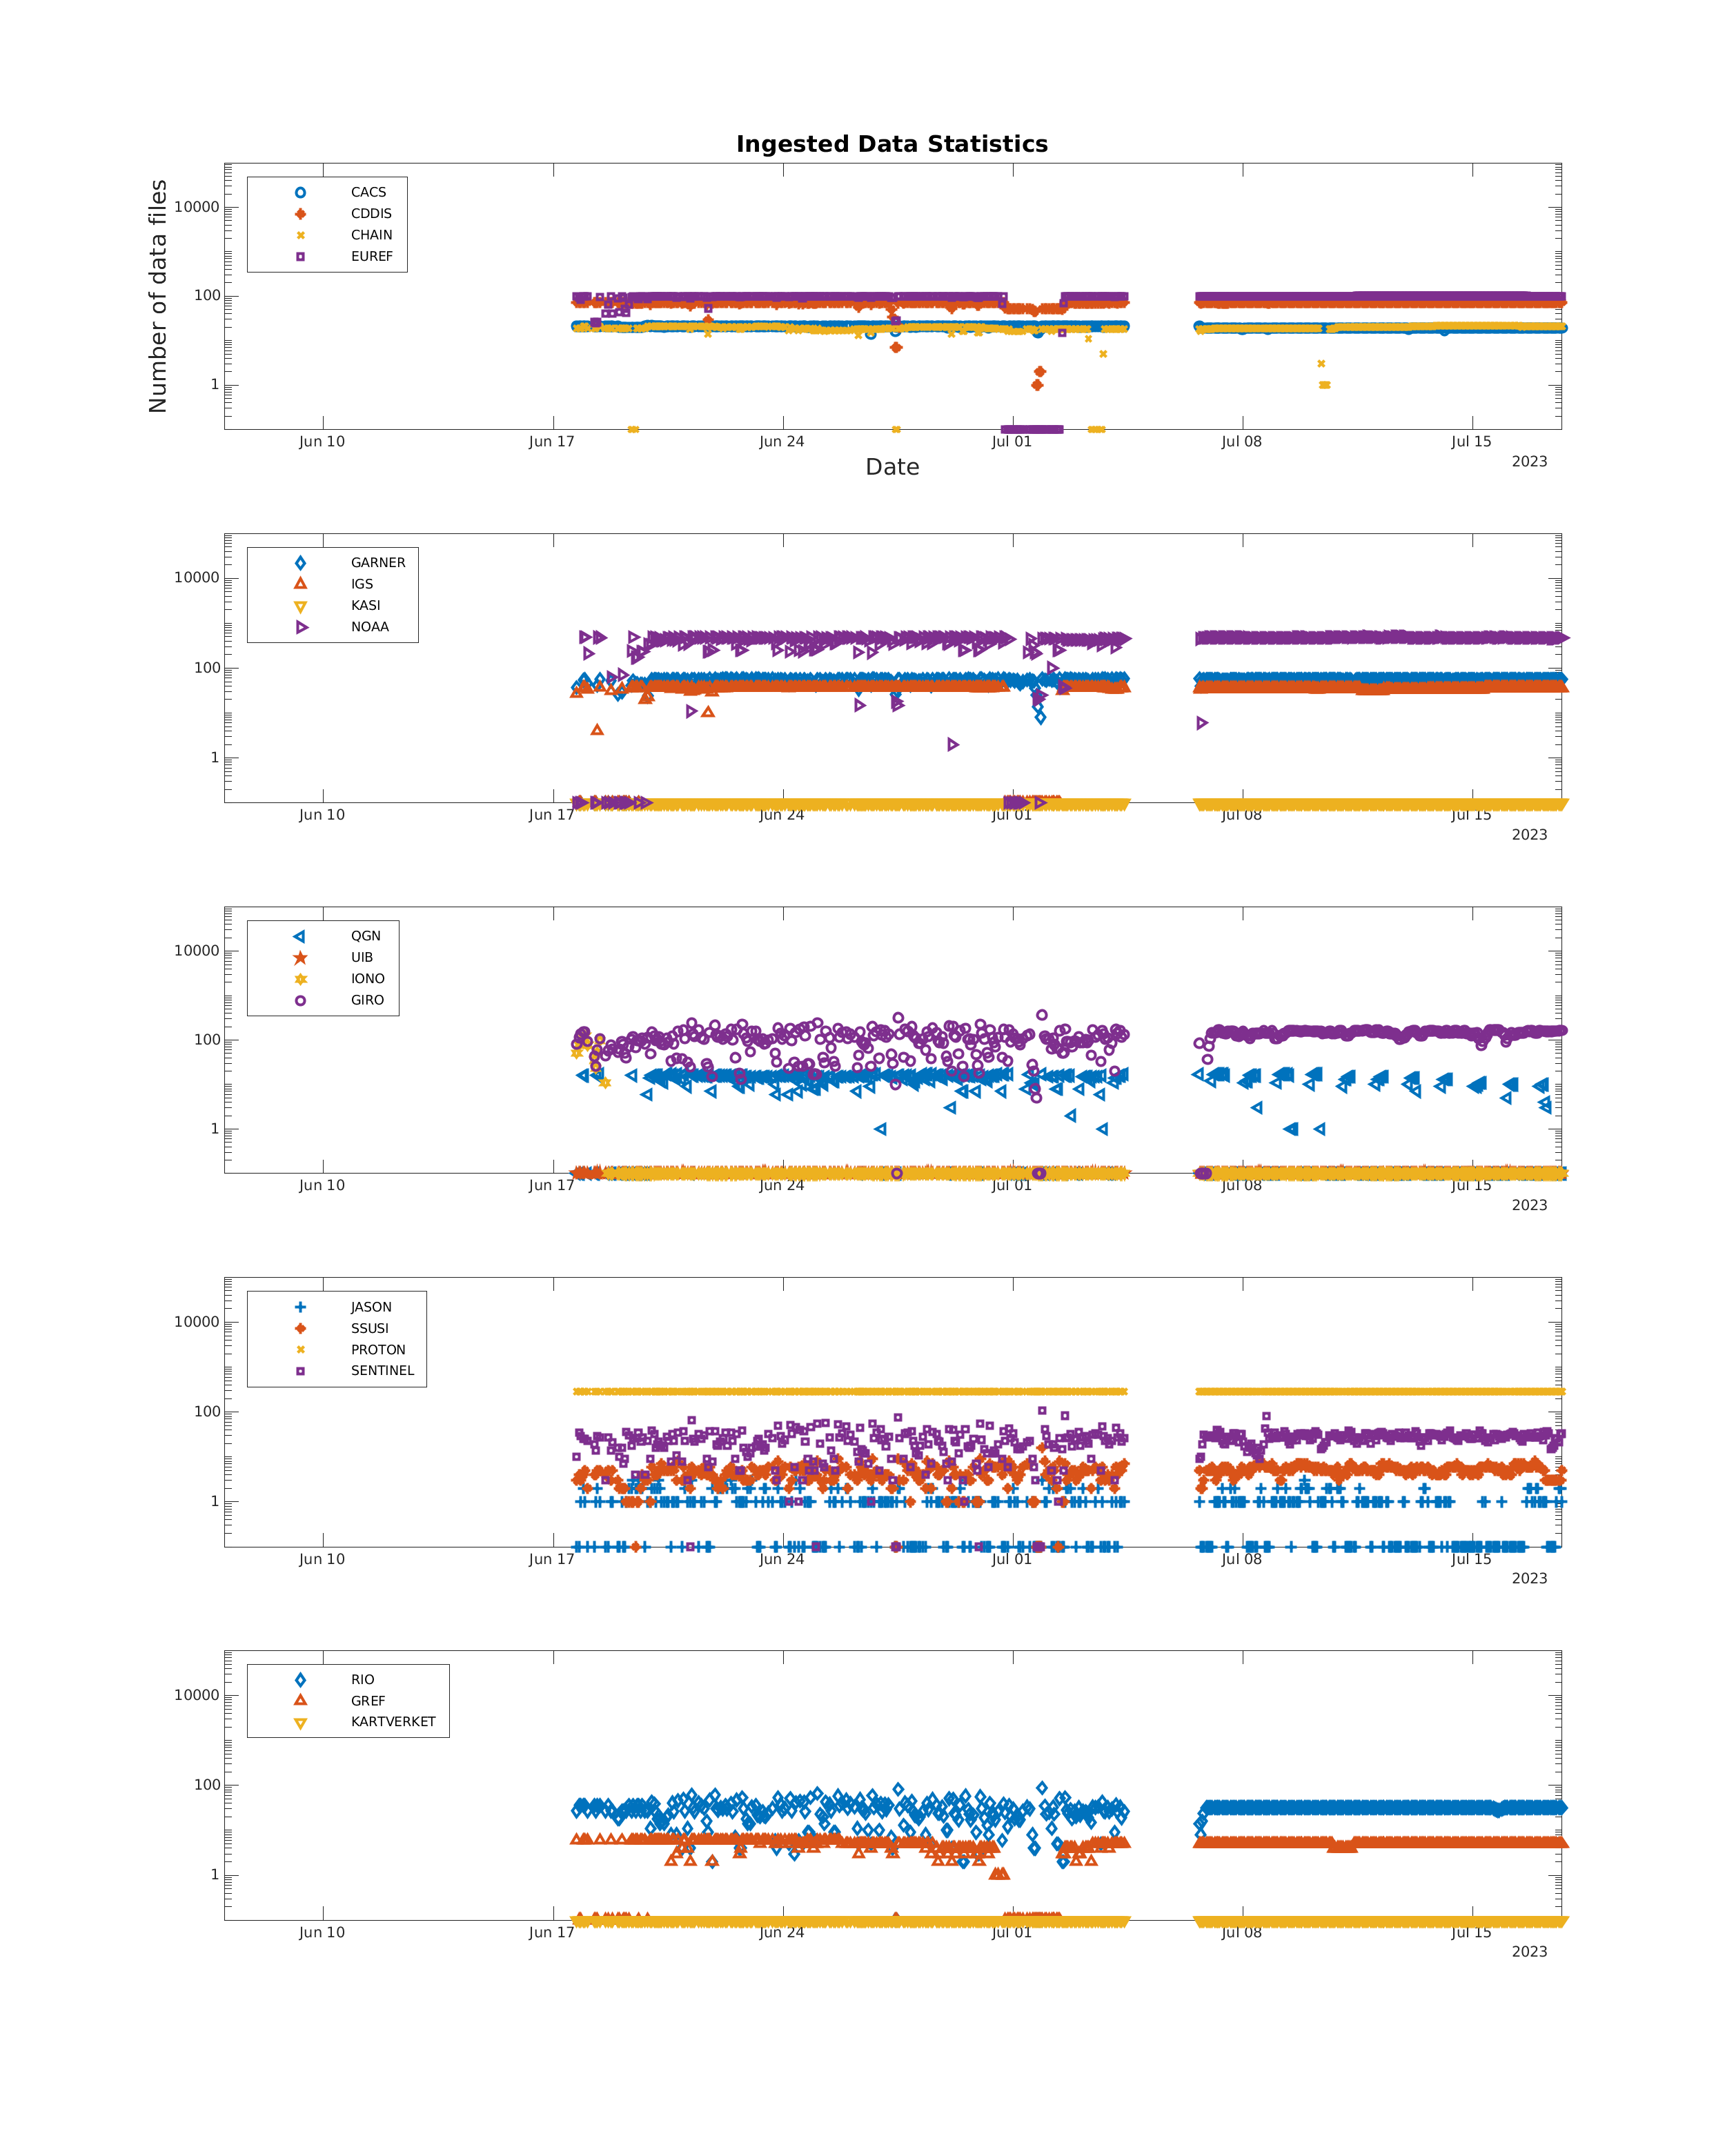 Ingested Data Statistics
Number of data files
10000
100
1
CACS
CDDIS
CHAIN
EUREF
Jun 10
Jun 17
Jun 24
Jul 01
Jul 08
Jul 15
2023
Date
10000
100
1
GARNER
IGS
KASI
NOAA
Jun 10
Jun 17
Jun 24
Jul 01
Jul 08
Jul 15
2023
10000
100
1
QGN
UIB
IONO
GIRO
Jun 10
Jun 17
Jun 24
Jul 01
Jul 08
Jul 15
2023
10000
100
1
JASON
SSUSI
PROTON
SENTINEL
Jun 10
Jun 17
Jun 24
Jul 01
Jul 08
Jul 15
2023
10000
100
1
RIO
GREF
KARTVERKET
Jun 10
Jun 17
Jun 24
Jul 01
Jul 08
Jul 15
2023